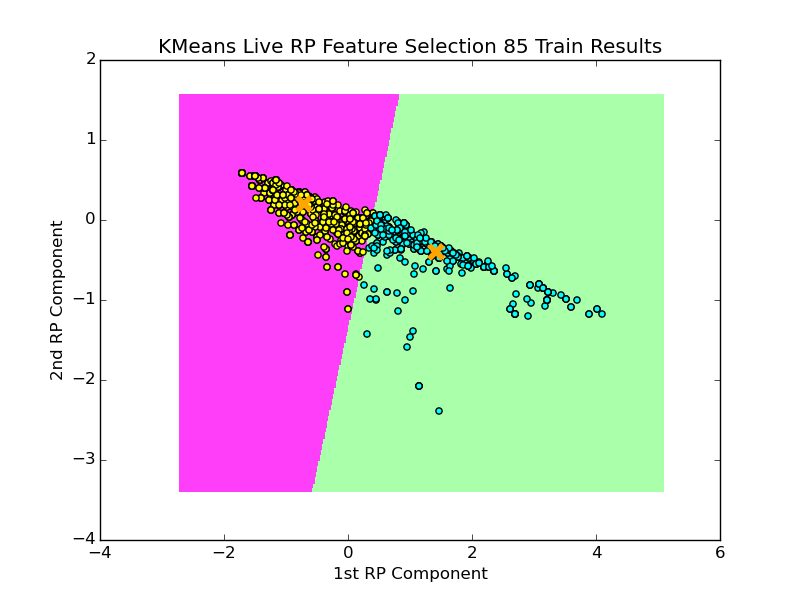 KMeans Live RP Feature Selection 85 Train Results
2
1
0
−1
−2
−3
−4
2nd RP Component
−4 −2 0 2 4 6
1st RP Component